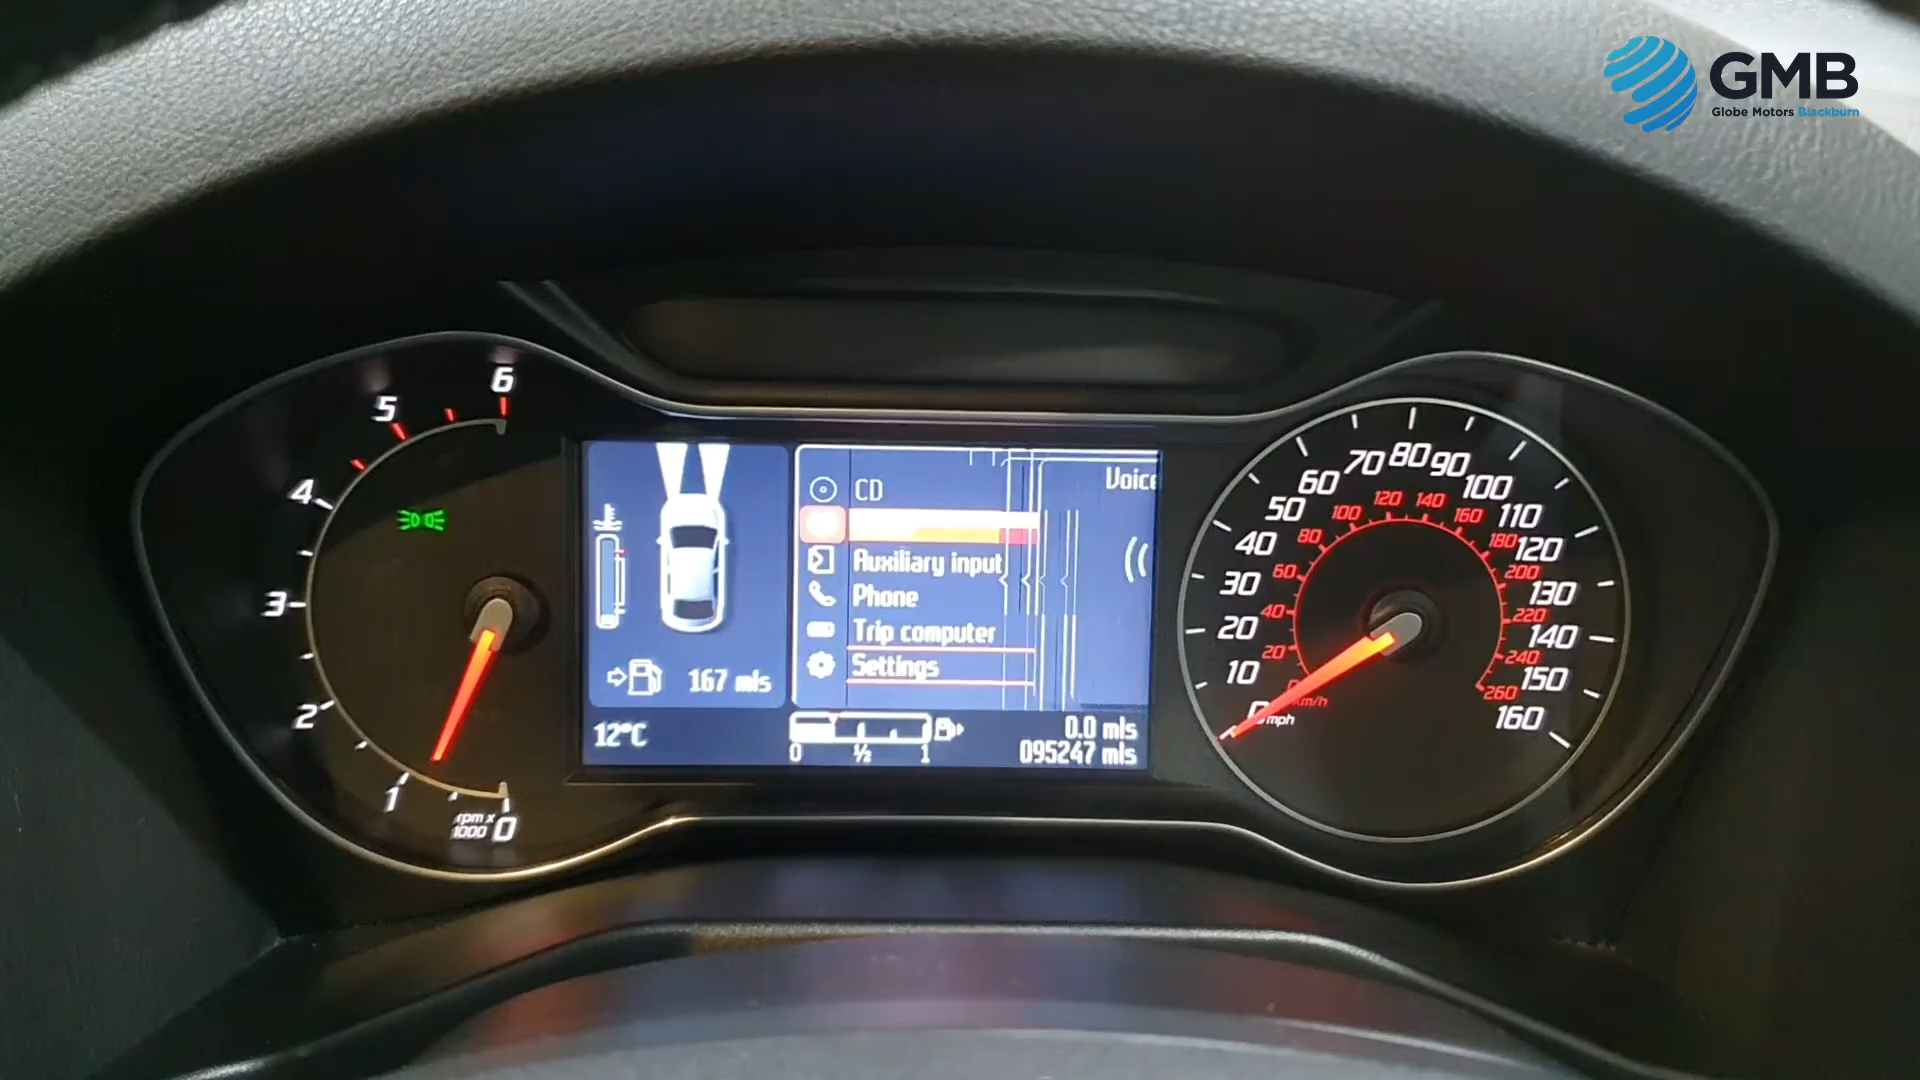 GMB
Globe Motors Blackburn
6
5
4
3
2
1
rpm x
1000
0
CD
Auxiliary input
Phone
Trip computer
Settings
Voice
167 mls
12°C
0 ½ 1
0.0 mls
095247 mls
0 mph
10
20
30
40
50
60
70
80
90
100
110
120
130
140
150
160
km/h
20
40
60
80
100
120
140
160
180
200
220
240
260